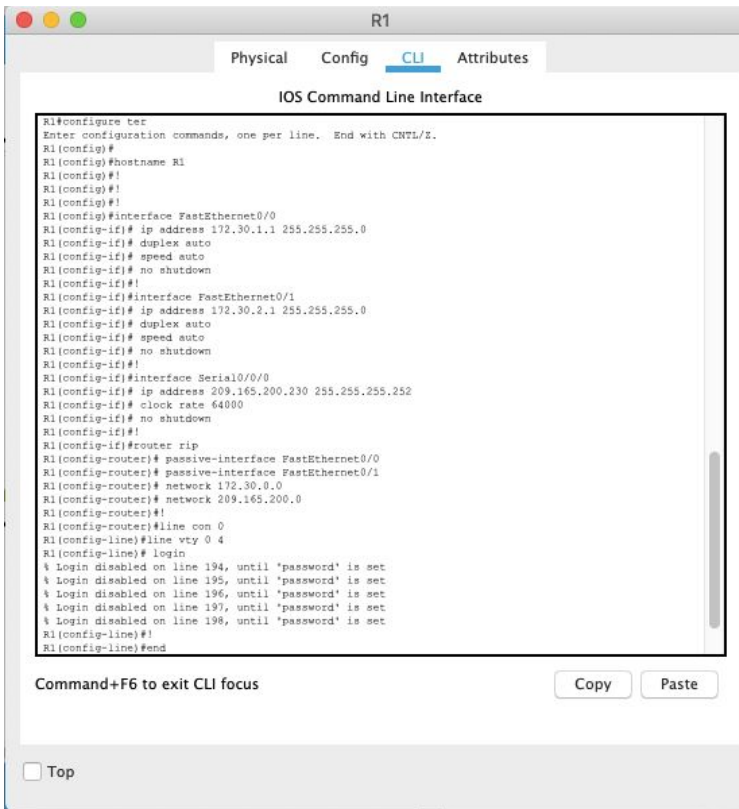 R1
Physical Config CLI Attributes
IOS Command Line Interface
R1#configure ter
Enter configuration commands, one per line. End with CNTL/Z.
R1(config)#
R1(config)#hostname R1
R1(config)#!
R1(config)#!
R1(config)#!
R1(config)#interface FastEthernet0/0
R1(config-if)# ip address 172.30.1.1 255.255.255.0
R1(config-if)# duplex auto
R1(config-if)# speed auto
R1(config-if)# no shutdown
R1(config-if)#!
R1(config-if)#interface FastEthernet0/1
R1(config-if)# ip address 172.30.2.1 255.255.255.0
R1(config-if)# duplex auto
R1(config-if)# speed auto
R1(config-if)# no shutdown
R1(config-if)#!
R1(config-if)#interface Serial0/0/0
R1(config-if)# ip address 209.165.200.230 255.255.255.252
R1(config-if)# clock rate 64000
R1(config-if)# no shutdown
R1(config-if)#!
R1(config-if)#router rip
R1(config-router)# passive-interface FastEthernet0/0
R1(config-router)# passive-interface FastEthernet0/1
R1(config-router)# network 172.30.0.0
R1(config-router)# network 209.165.200.0
R1(config-router)#!
R1(config-router)#line con 0
R1(config-line)#line vty 0 4
R1(config-line)# login
% Login disabled on line 194, until 'password' is set
% Login disabled on line 195, until 'password' is set
% Login disabled on line 196, until 'password' is set
% Login disabled on line 197, until 'password' is set
% Login disabled on line 198, until 'password' is set
R1(config-line)#!
R1(config-line)#end
Command+F6 to exit CLI focus
Copy Paste
Top